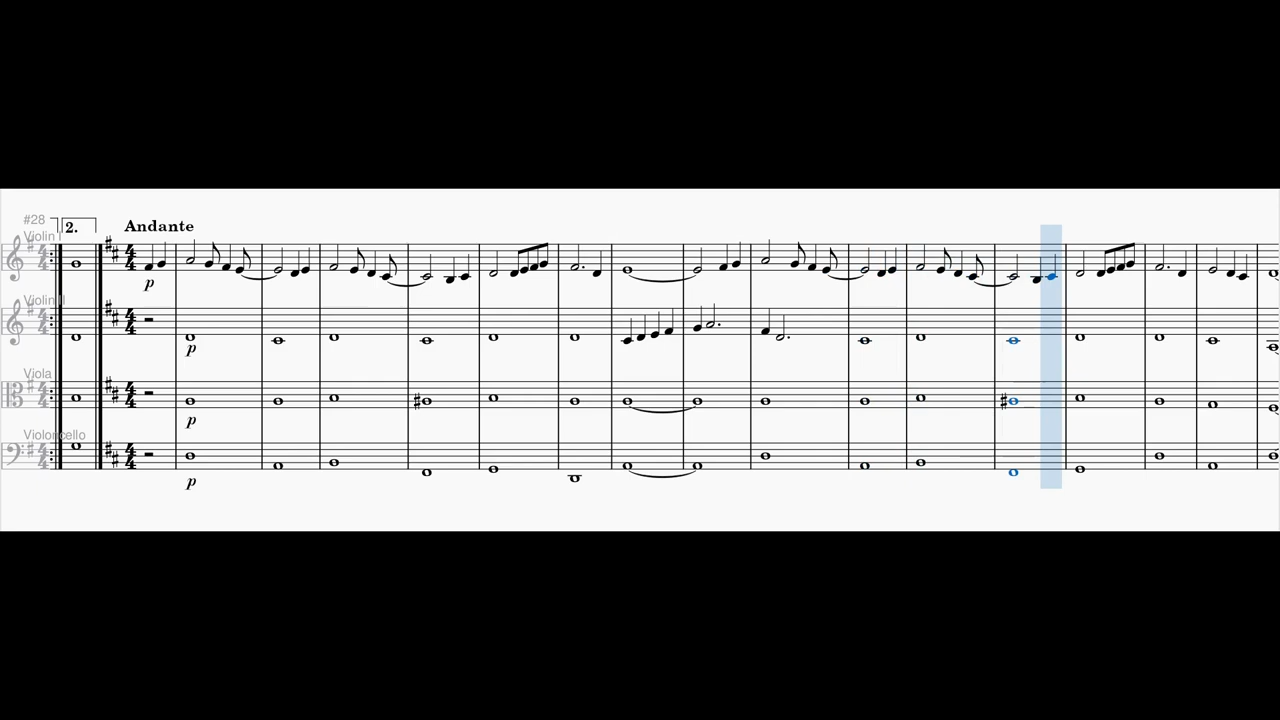 #28
2.
Andante
Violin I
p
Violin II
p
Viola
p
Violoncello
p